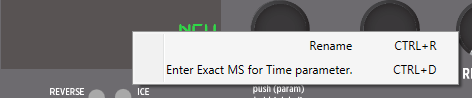 Rename CTRL+R
Enter Exact MS for Time parameter. CTRL+D
REVERSE ICE
push (param)